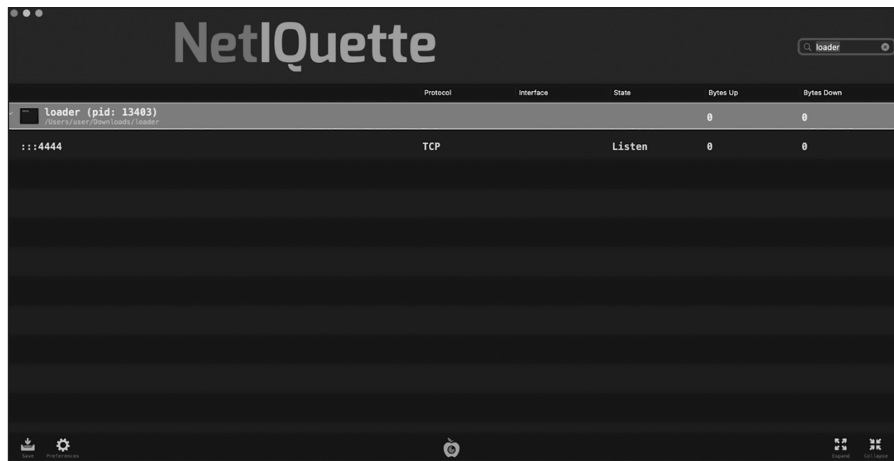 NetIQuette
loader
Protocol Interface State Bytes Up Bytes Down
loader (pid: 13403) 0 0
/Users/user/Downloads/loader
:::4444 TCP Listen 0 0
Save Preferences Expand Collapse